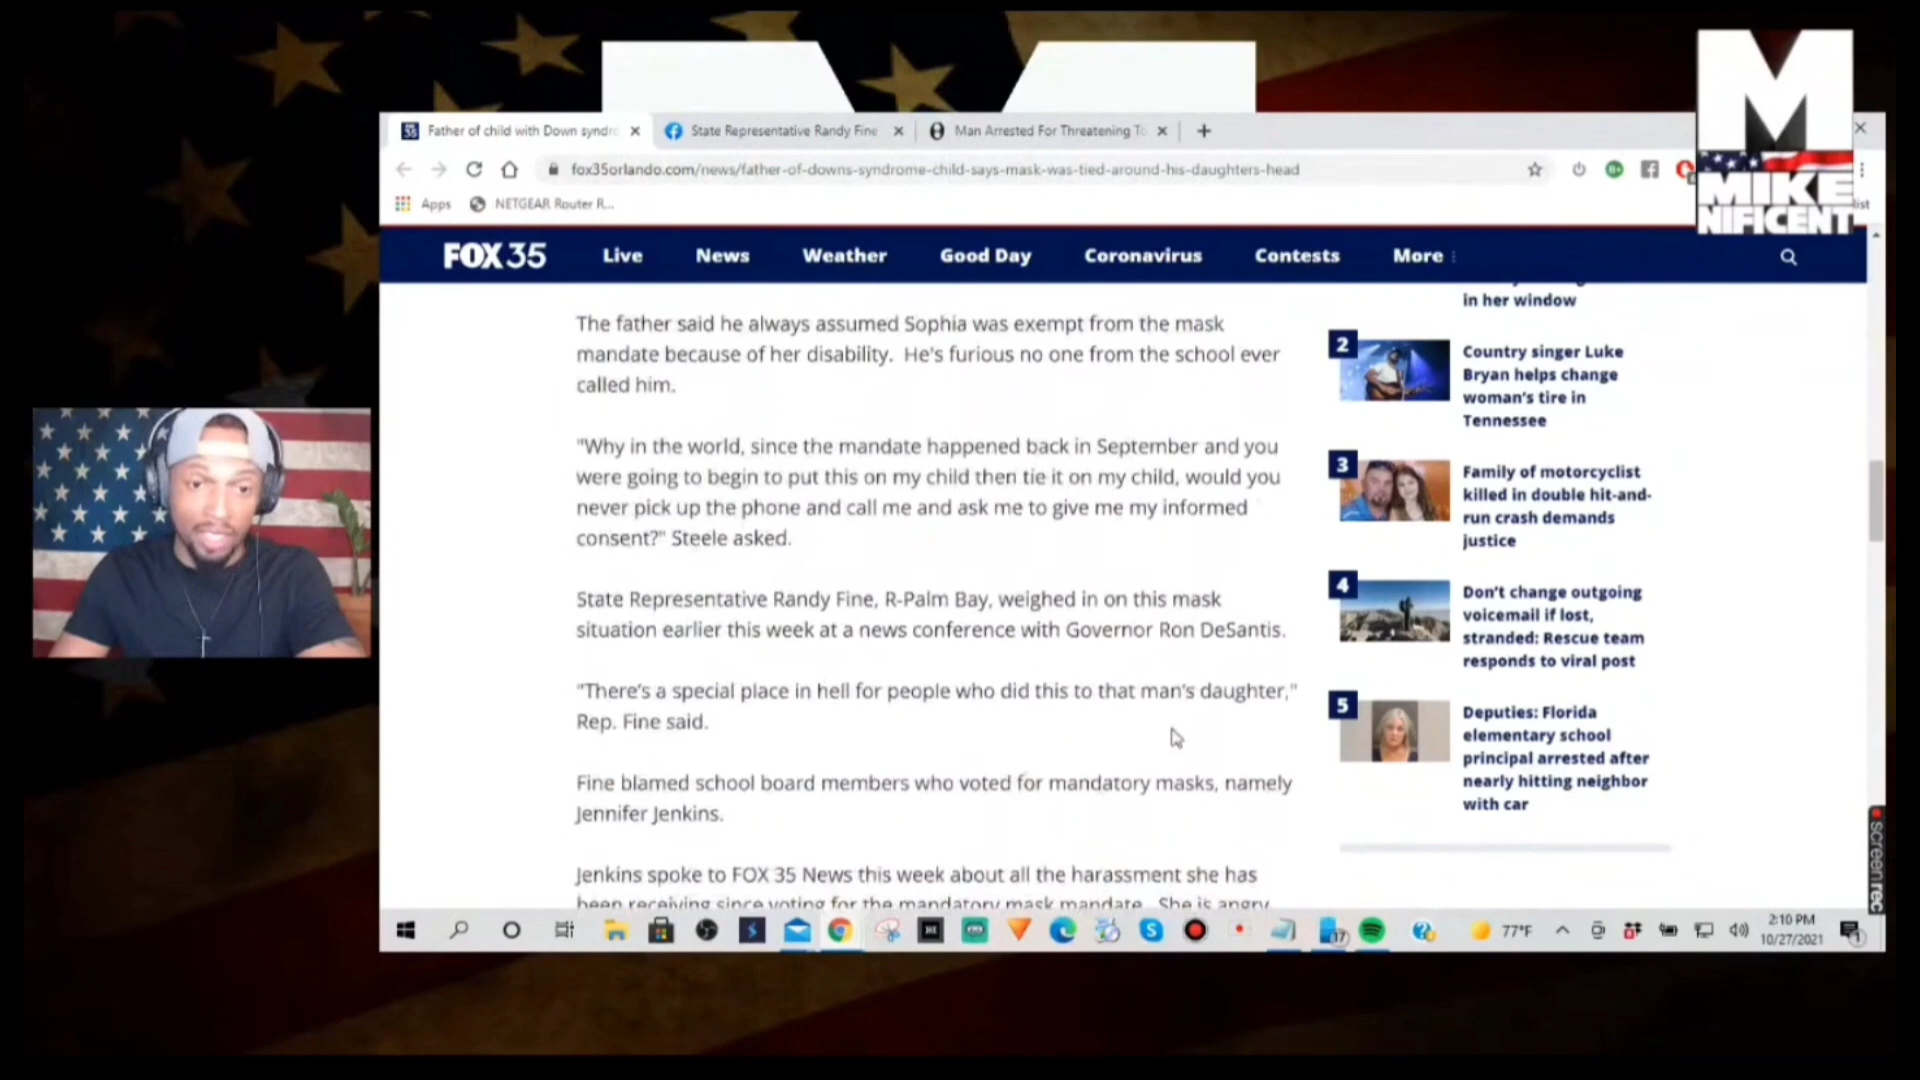 Father of child with Down syndro
State Representative Randy Fine
Man Arrested For Threatening To
fox35orlando.com/news/father-of-downs-syndrome-child-says-mask-was-tied-around-his-daughters-head
Apps
NETGEAR Router R...
M
MIKE
NIFICENT
FOX 35
Live
News
Weather
Good Day
Coronavirus
Contests
More
The father said he always assumed Sophia was exempt from the mask
mandate because of her disability. He's furious no one from the school ever
called him.
"Why in the world, since the mandate happened back in September and you
were going to begin to put this on my child then tie it on my child, would you
never pick up the phone and call me and ask me to give me my informed
consent?" Steele asked.
State Representative Randy Fine, R-Palm Bay, weighed in on this mask
situation earlier this week at a news conference with Governor Ron DeSantis.
"There's a special place in hell for people who did this to that man's daughter,"
Rep. Fine said.
Fine blamed school board members who voted for mandatory masks, namely
Jennifer Jenkins.
Jenkins spoke to FOX 35 News this week about all the harassment she has
been receiving since voting for the mandatory mask mandate. She is angry
in her window
2
Country singer Luke
Bryan helps change
woman's tire in
Tennessee
3
Family of motorcyclist
killed in double hit-and-
run crash demands
justice
4
Don't change outgoing
voicemail if lost,
stranded: Rescue team
responds to viral post
5
Deputies: Florida
elementary school
principal arrested after
nearly hitting neighbor
with car
screenrec
17
77°F
2:10 PM
10/27/2021
1